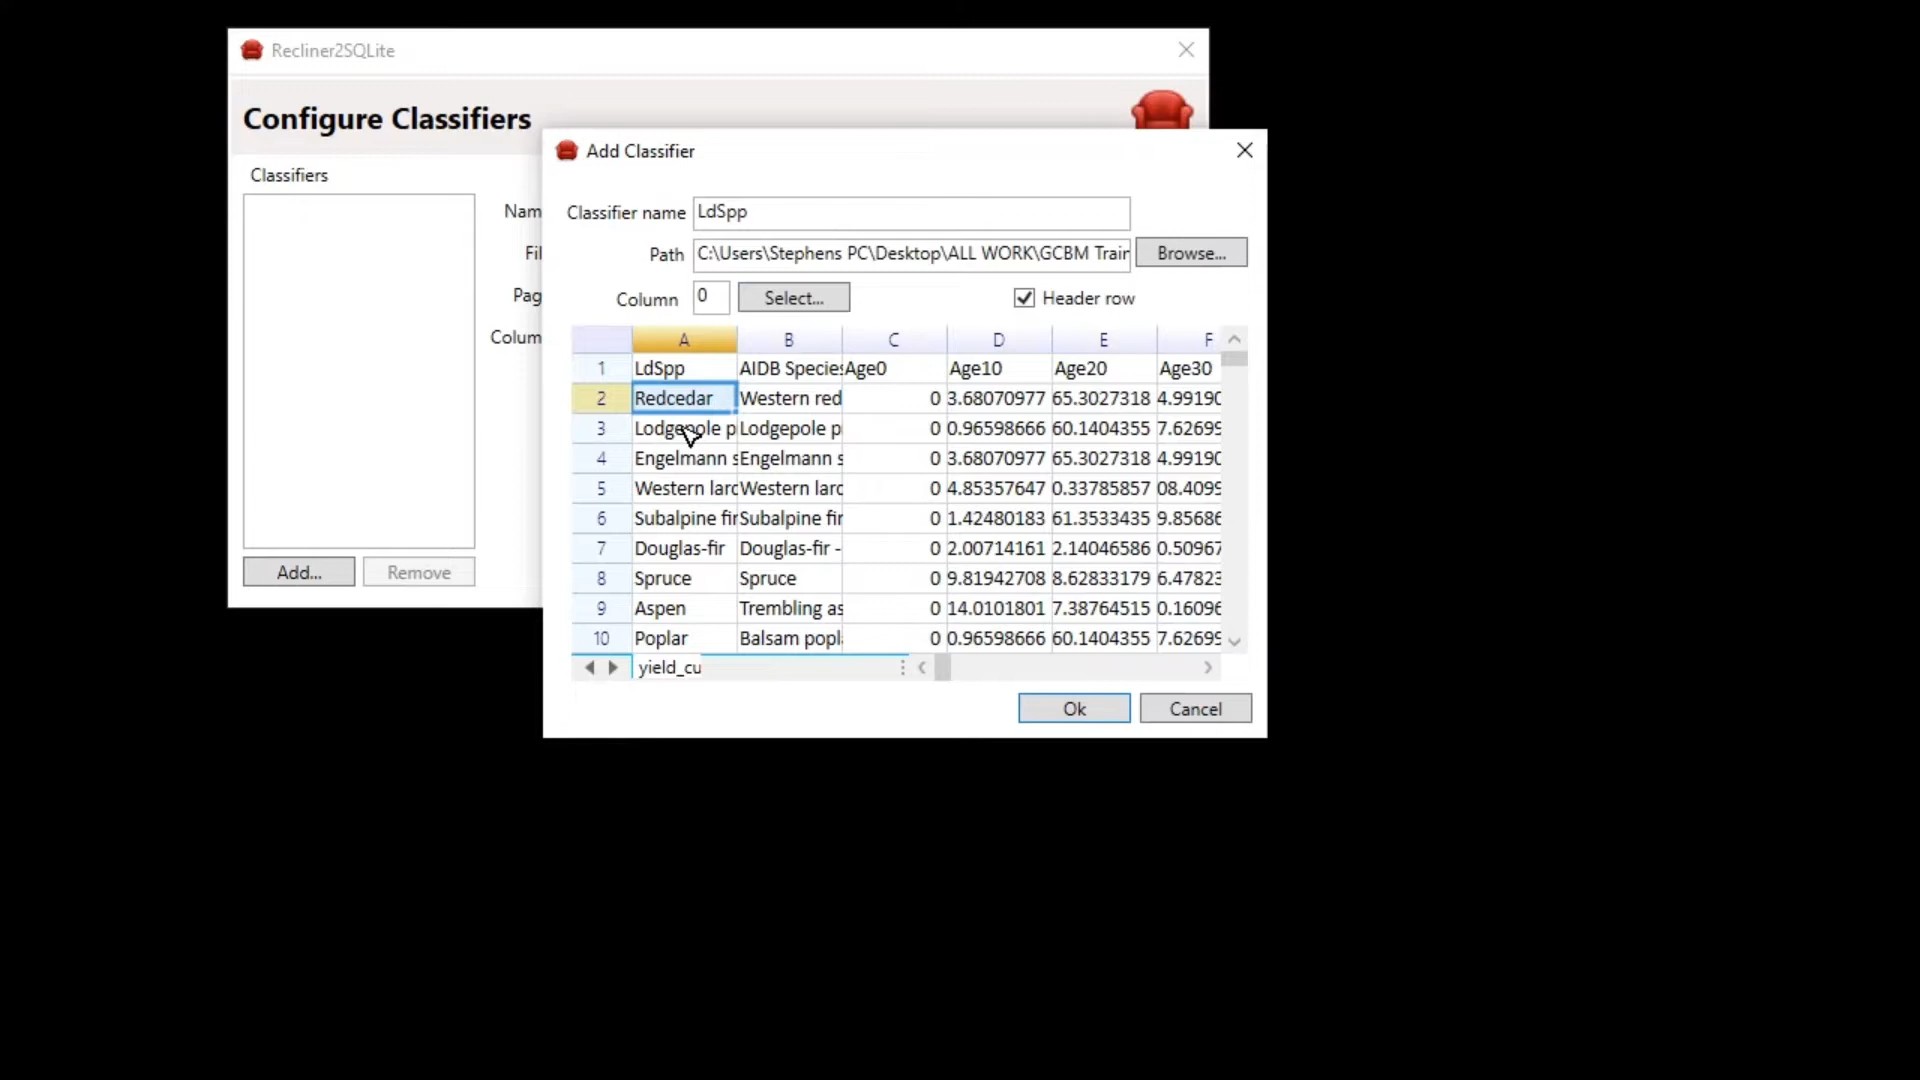 Recliner2SQLite
Configure Classifiers
Classifiers
Nam
Fil
Pag
Colum
Add...
Remove
Add Classifier
Classifier name LdSpp
Path C:\Users\Stephens PC\Desktop\ALL WORK\GCBM Train Browse...
Column 0 Select... Header row
A B C D E F
1 LdSpp AIDB Species Age0 Age10 Age20 Age30
2 Redcedar Western red 0 3.68070977 65.3027318 4.99190
3 Lodgepole p Lodgepole p 0 0.96598666 60.1404355 7.62699
4 Engelmann s Engelmann s 0 3.68070977 65.3027318 4.99190
5 Western larc Western larc 0 4.85357647 0.33785857 08.4099
6 Subalpine fir Subalpine fir 0 1.42480183 61.3533435 9.85686
7 Douglas-fir Douglas-fir - 0 2.00714161 2.14046586 0.50967
8 Spruce Spruce 0 9.81942708 8.62833179 6.47823
9 Aspen Trembling as 0 14.0101801 7.38764515 0.16096
10 Poplar Balsam popl 0 0.96598666 60.1404355 7.62699
yield_cu
Ok Cancel